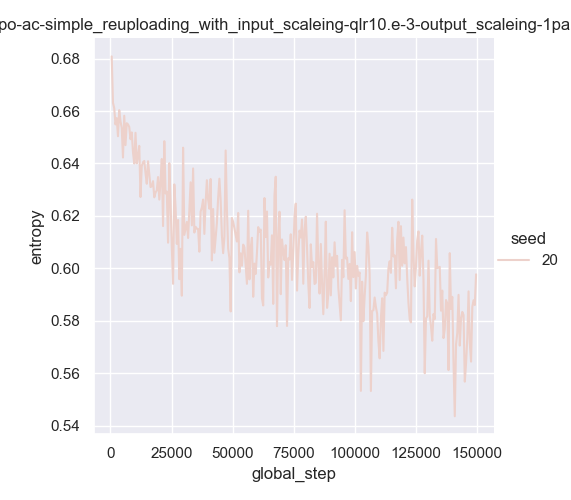 po-ac-simple_reuploading_with_input_scaleing-qlr10.e-3-output_scaleing-1pa
0.68
0.66
0.64
0.62
0.60
0.58
0.56
0.54
entropy
seed
20
0 25000 50000 75000 100000 125000 150000
global_step